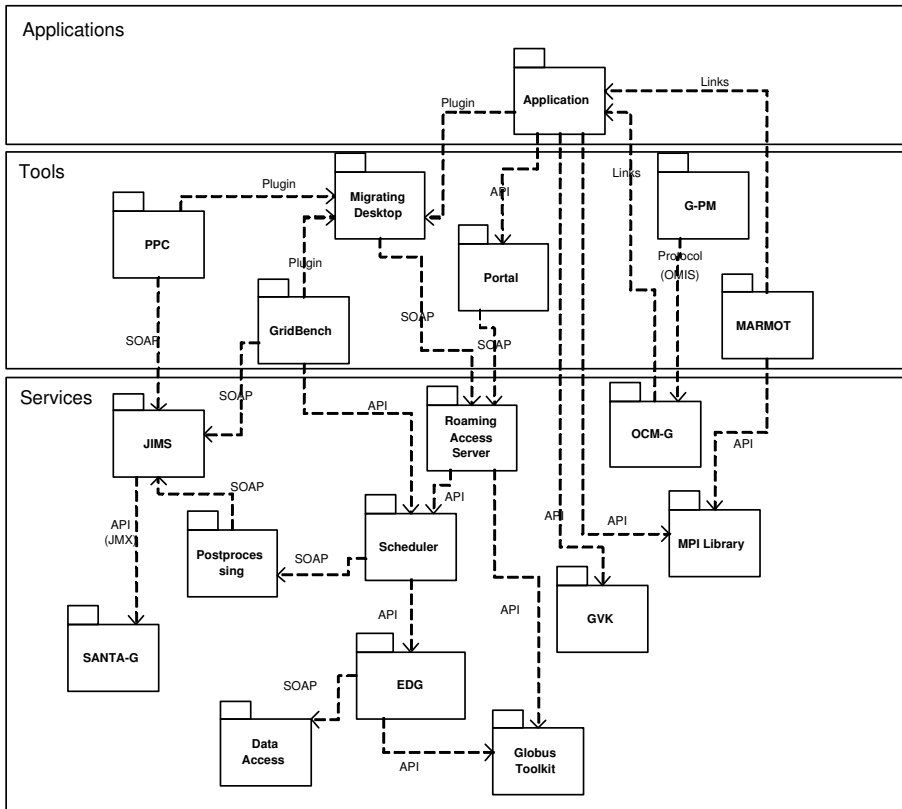 Applications
Application
Links
Plugin
Tools
Migrating
Desktop
Plugin
API
Links
G-PM
PPC
Portal
Protocol
(OMIS)
Plugin
GridBench
MARMOT
SOAP
SOAP
SOAP
Services
SOAP
API
Roaming
Access
Server
JIMS
OCM-G
API
SOAP
API
API
(JMX)
Postproces
sing
SOAP
Scheduler
API
API
MPI Library
API
API
GVK
SANTA-G
EDG
SOAP
Data
Access
API
Globus
Toolkit